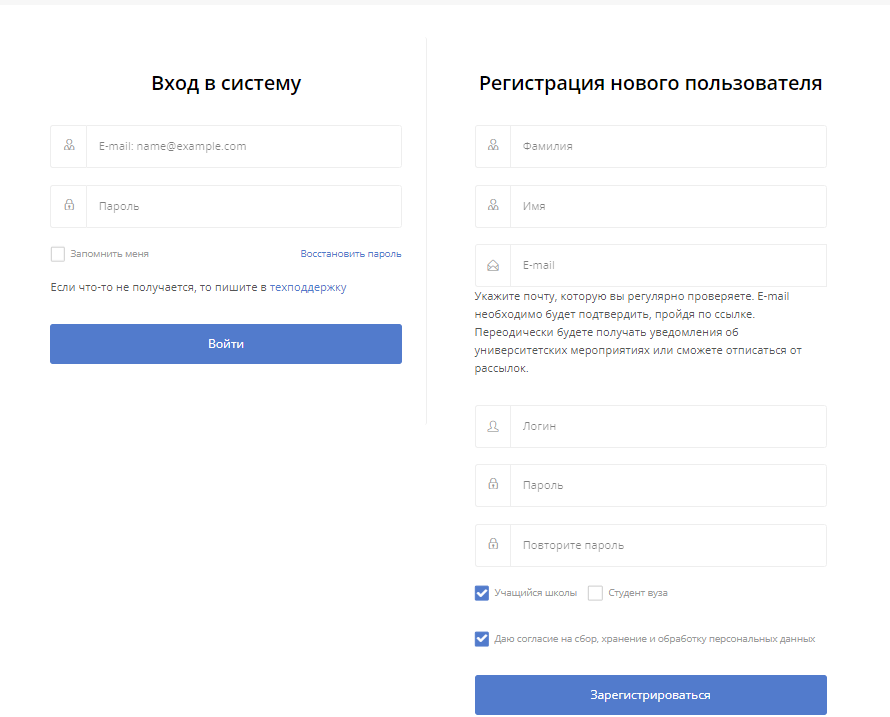 Вход в систему
E-mail: name@example.com
Пароль
Запомнить меня
Восстановить пароль
Если что-то не получается, то пишите в техподдержку
Войти
Регистрация нового пользователя
Фамилия
Имя
E-mail
Укажите почту, которую вы регулярно проверяете. E-mail
необходимо будет подтвердить, пройдя по ссылке.
Переодически будете получать уведомления об
университетских мероприятиях или сможете отписаться от
рассылок.
Логин
Пароль
Повторите пароль
Учащийся школы
Студент вуза
Даю согласие на сбор, хранение и обработку персональных данных
Зарегистрироваться